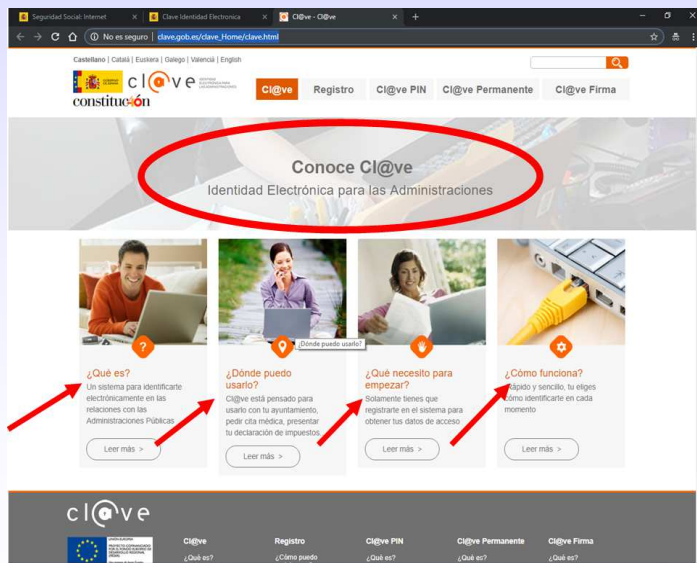 Seguridad Social: Internet
Clave Identidad Electronica
Cl@ve - Cl@ve
No es seguro | clave.gob.es/clave_Home/clave.html
Castellano | Català | Euskera | Galego | Valencià | English
cl@ve
constitución
Cl@ve Registro Cl@ve PIN Cl@ve Permanente Cl@ve Firma
Conoce Cl@ve
Identidad Electrónica para las Administraciones
¿Qué es?
Un sistema para identificarte
electrónicamente en las
relaciones con las
Administraciones Públicas
Leer más >
¿Dónde puedo usarlo?
¿Dónde puedo
usarlo?
Cl@ve está pensado para
usarlo con tu ayuntamiento,
pedir cita médica, presentar
tu declaración de impuestos.
Leer más >
¿Qué necesito para
empezar?
Solamente tienes que
registrarte en el sistema para
obtener tus datos de acceso
Leer más >
¿Cómo funciona?
Rápido y sencillo, tu eliges
cómo identificarte en cada
momento
Leer más >
cl@ve
UNIÓN EUROPEA
Cl@ve Registro Cl@ve PIN Cl@ve Permanente Cl@ve Firma
¿Qué es? ¿Cómo puedo ¿Qué es? ¿Qué es? ¿Qué es?